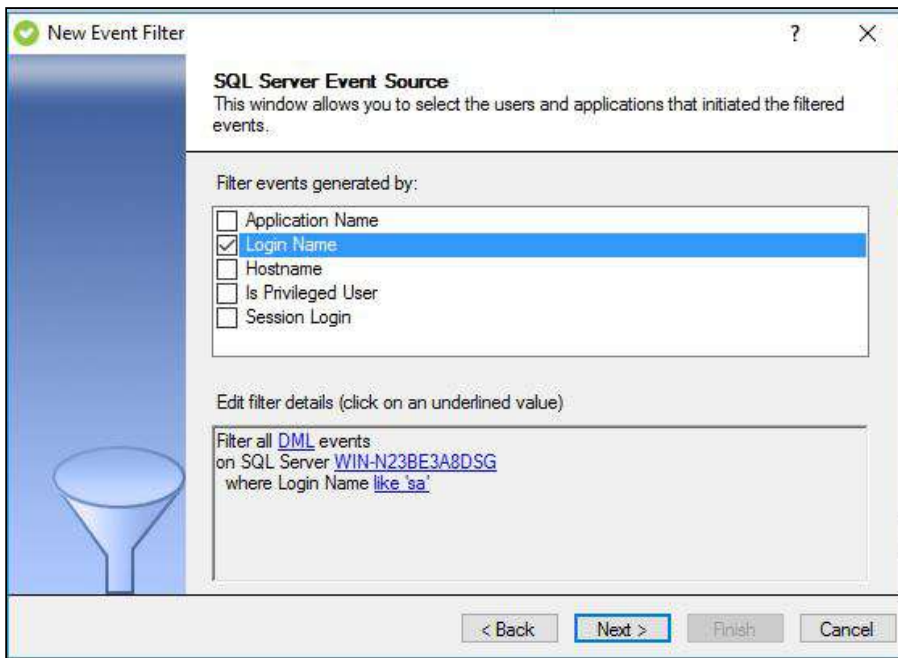 New Event Filter
?
SQL Server Event Source
This window allows you to select the users and applications that initiated the filtered
events.
Filter events generated by:
Application Name
Login Name
Hostname
Is Privileged User
Session Login
Edit filter details (click on an underlined value)
Filter all DML events
on SQL Server WIN-N23BE3A8DSG
where Login Name like 'sa'
< Back Next > Finish Cancel